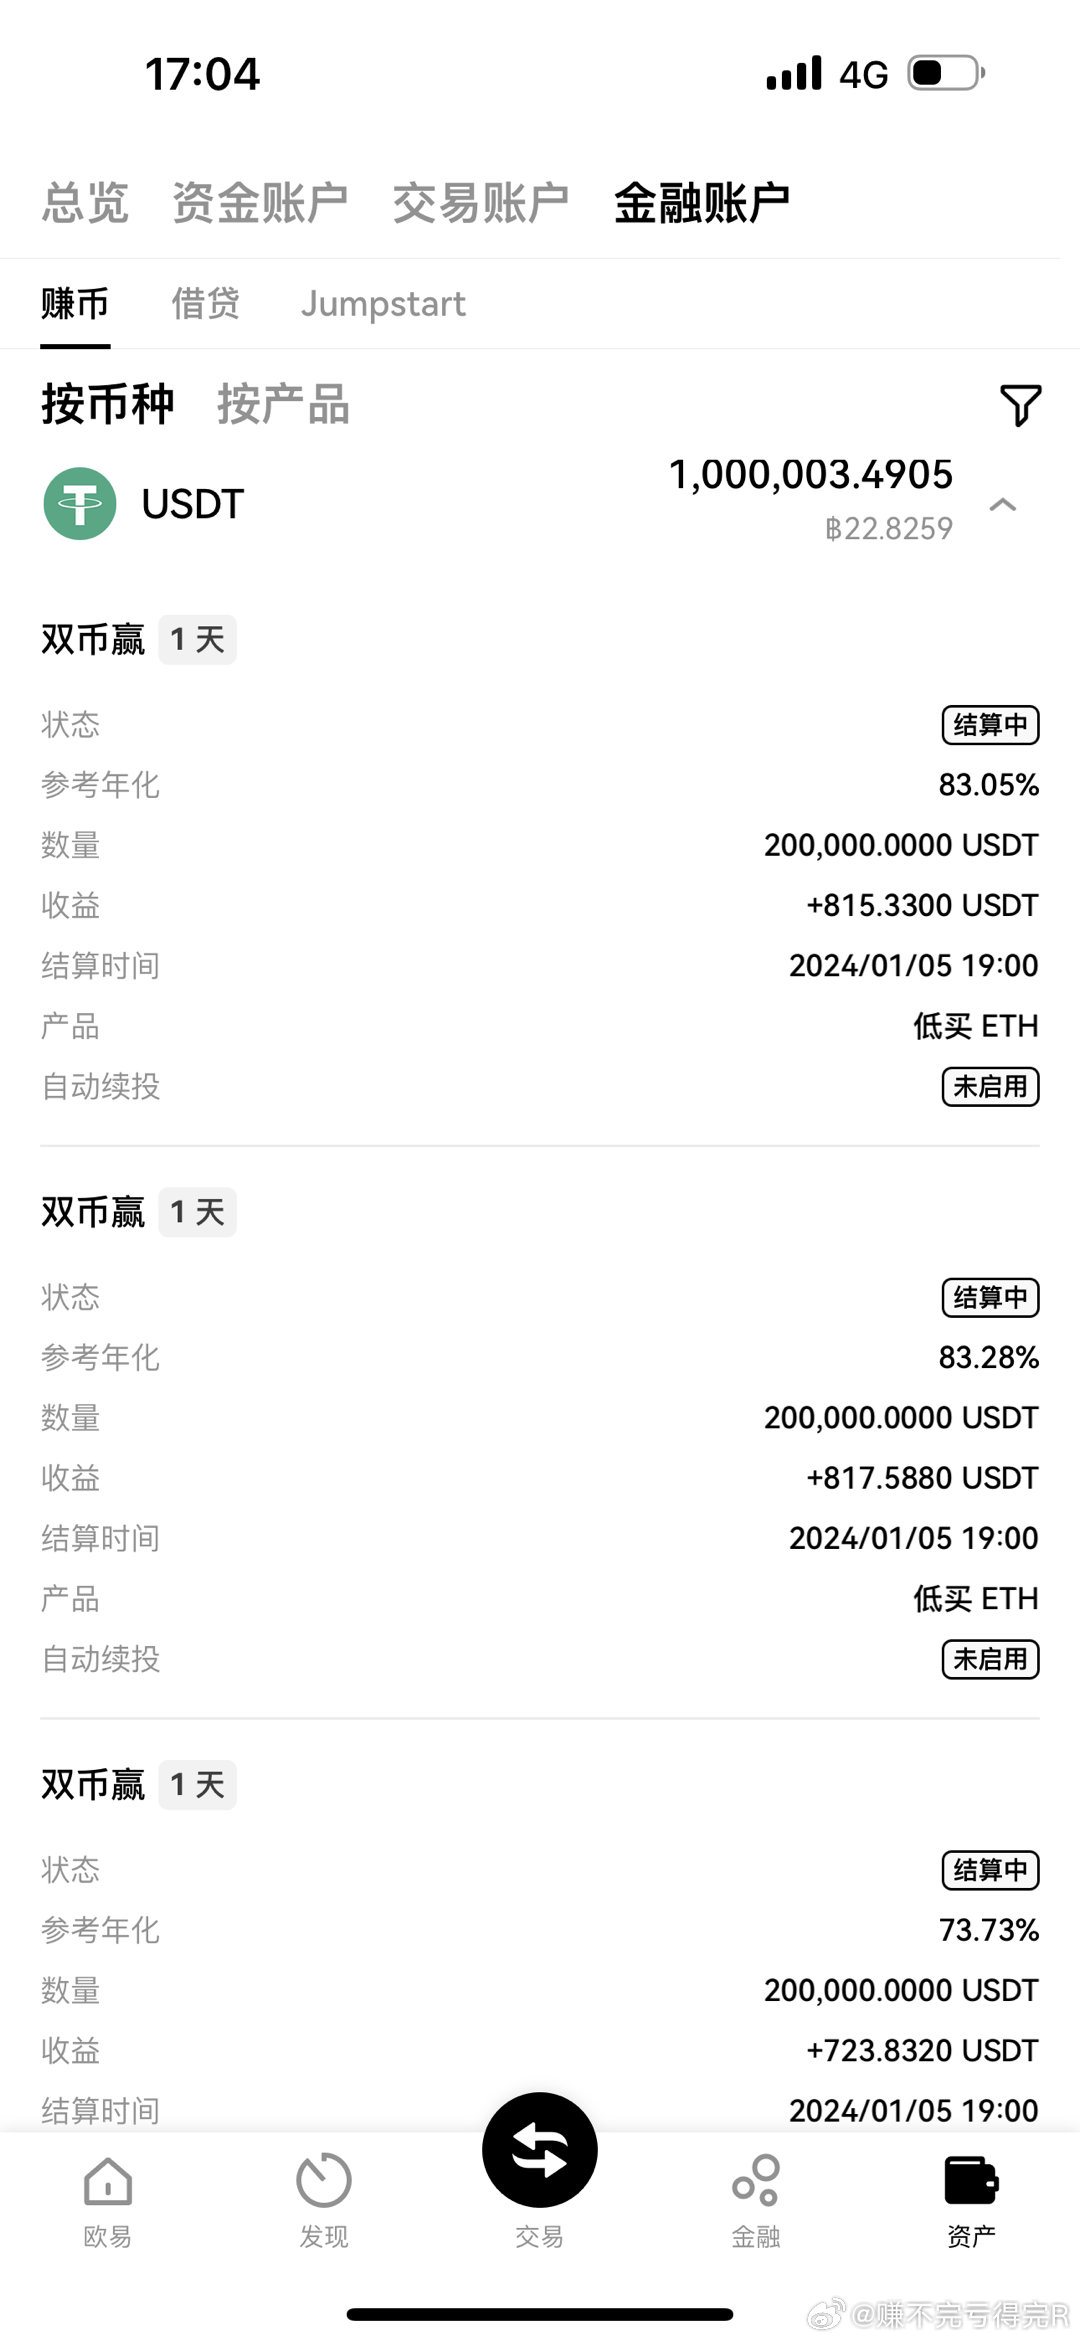 17:04 4G
总览 资金账户 交易账户 金融账户
赚币 借贷 Jumpstart
按币种 按产品
USDT 1,000,003.4905
฿22.8259
双币赢 1 天
状态 结算中
参考年化 83.05%
数量 200,000.0000 USDT
收益 +815.3300 USDT
结算时间 2024/01/05 19:00
产品 低买 ETH
自动续投 未启用
双币赢 1 天
状态 结算中
参考年化 83.28%
数量 200,000.0000 USDT
收益 +817.5880 USDT
结算时间 2024/01/05 19:00
产品 低买 ETH
自动续投 未启用
双币赢 1 天
状态 结算中
参考年化 73.73%
数量 200,000.0000 USDT
收益 +723.8320 USDT
结算时间 2024/01/05 19:00
欧易 发现 交易 金融 资产
@赚不完亏得完R